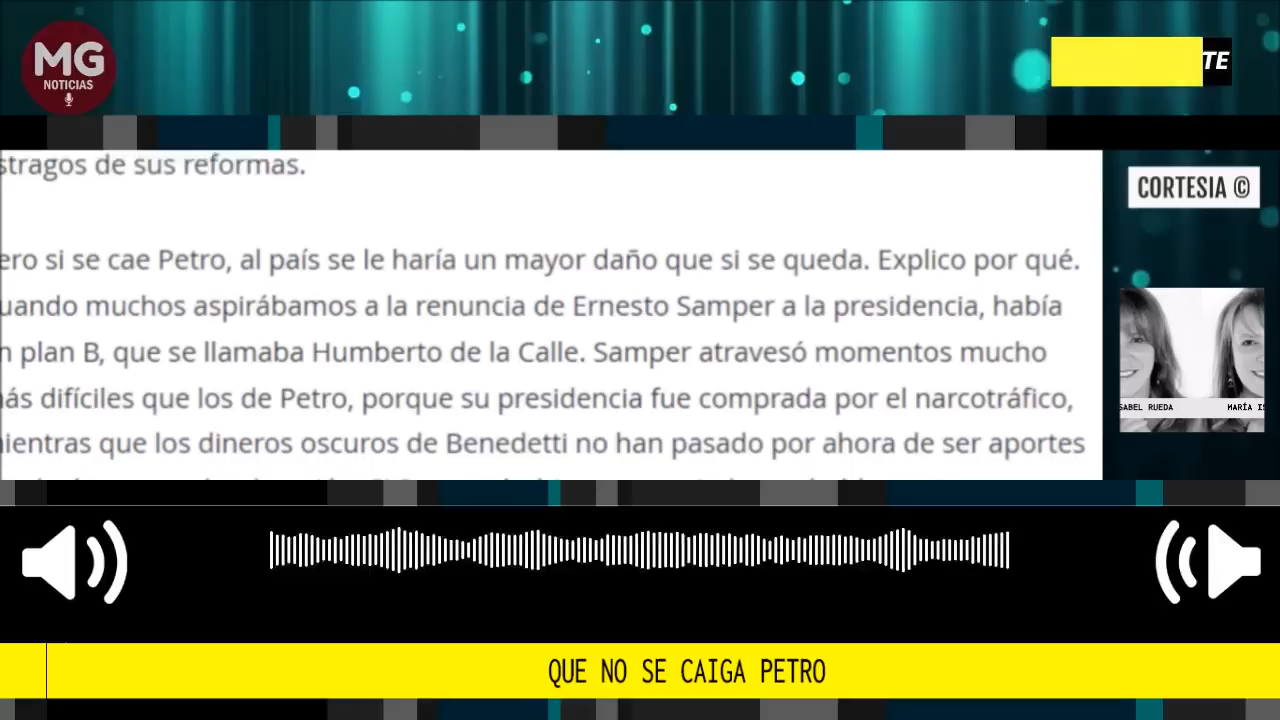 MG
NOTICIAS
TE
stragos de sus reformas.
CORTESIA ©
ero si se cae Petro, al país se le haría un mayor daño que si se queda. Explico por qué.
uando muchos aspirábamos a la renuncia de Ernesto Samper a la presidencia, había
n plan B, que se llamaba Humberto de la Calle. Samper atravesó momentos mucho
ás difíciles que los de Petro, porque su presidencia fue comprada por el narcotráfico,
ientras que los dineros oscuros de Benedetti no han pasado por ahora de ser aportes
SABEL RUEDA MARÍA IS
QUE NO SE CAIGA PETRO